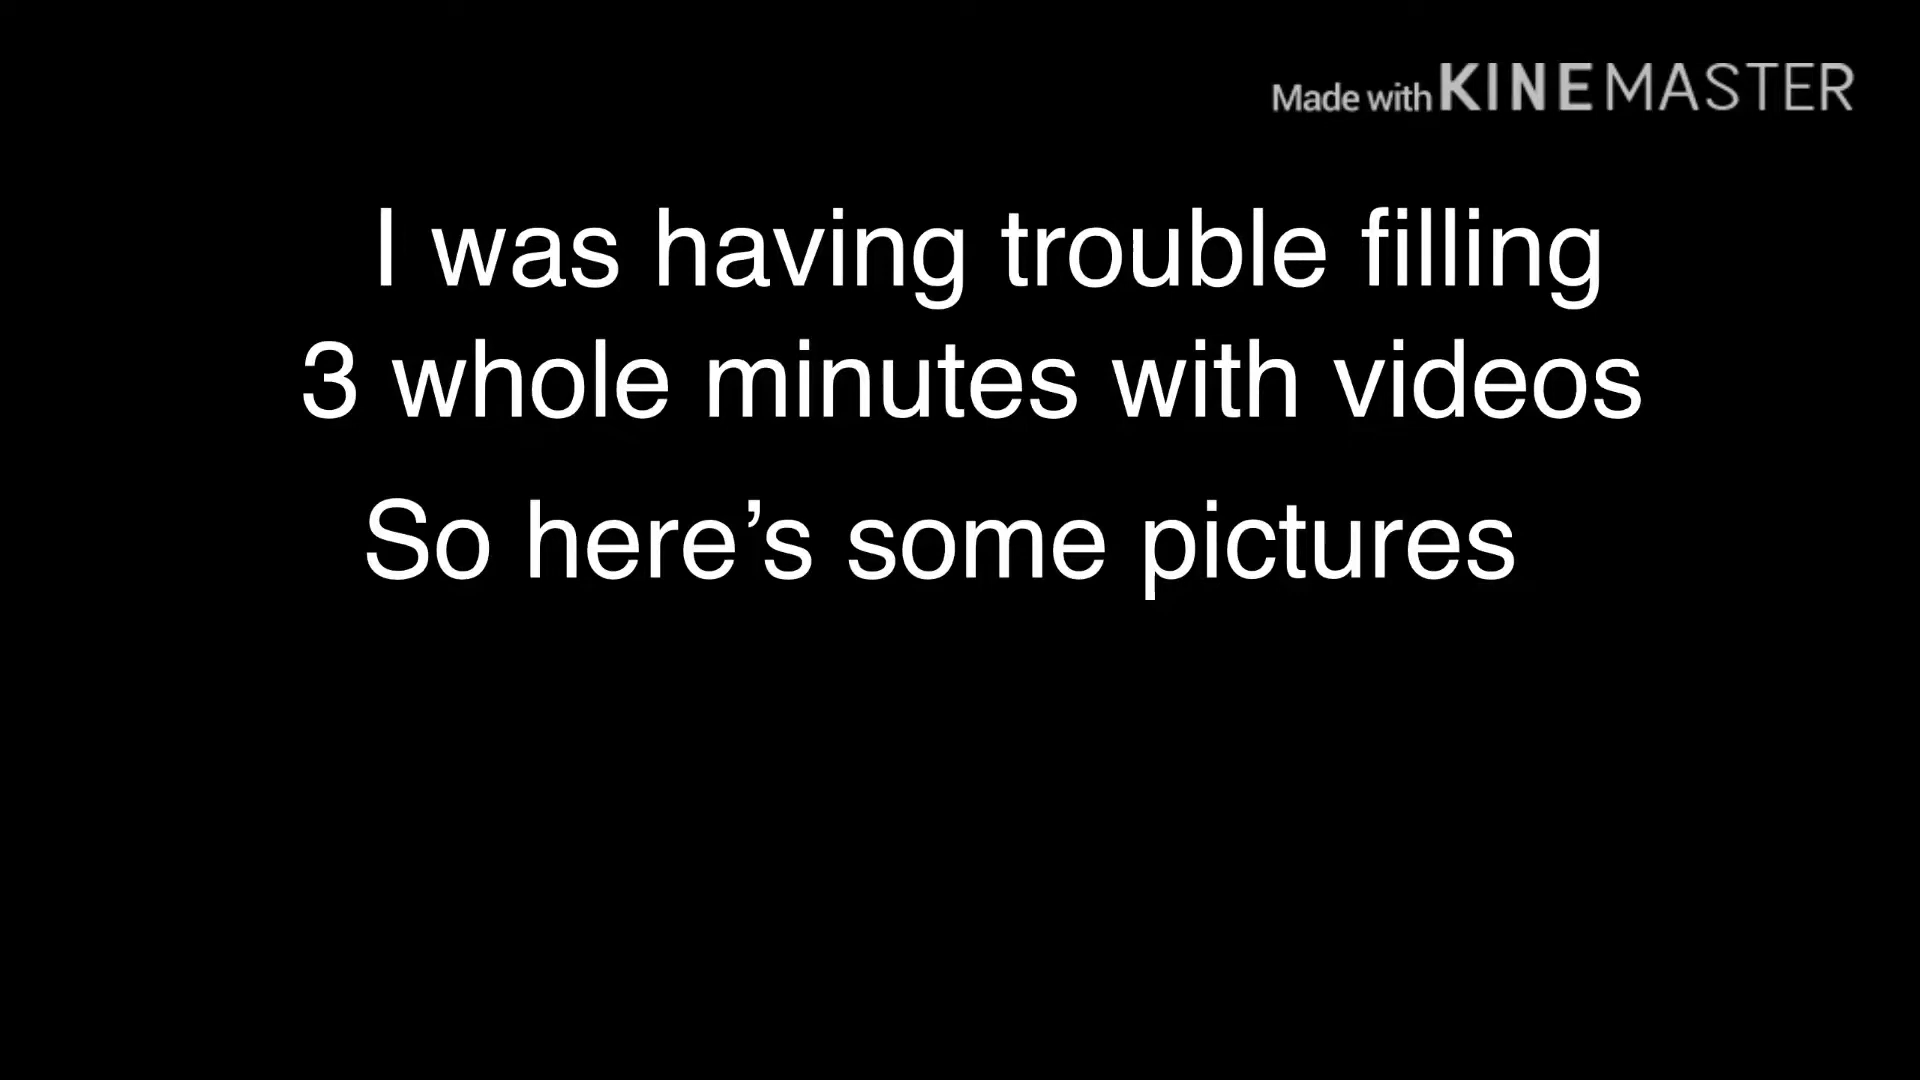 Made with KINEMASTER
I was having trouble filling
3 whole minutes with videos
So here’s some pictures